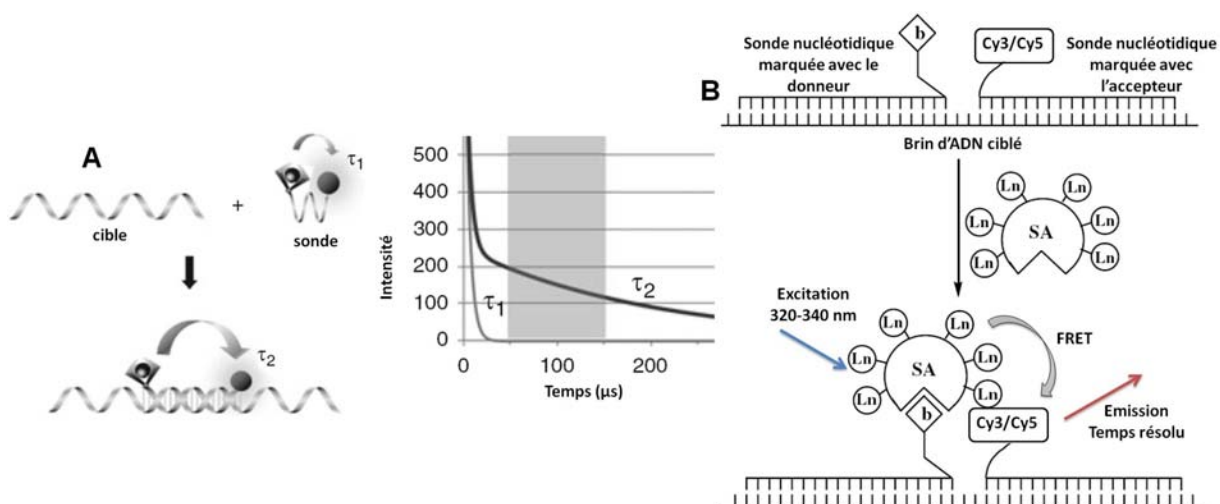 A
cible
+
sonde
τ1
τ2
Intensité
500
400
300
200
100
0
τ1
τ2
0
100
200
Temps (µs)
B
Sonde nucléotidique
marquée avec le
donneur
b
Cy3/Cy5
Sonde nucléotidique
marquée avec
l'accepteur
Brin d'ADN ciblé
Ln
Ln
Ln
Ln
Ln
Ln
SA
Excitation
320-340 nm
Ln
Ln
Ln
Ln
Ln
Ln
Ln
SA
b
FRET
Cy3/Cy5
Emission
Temps résolu